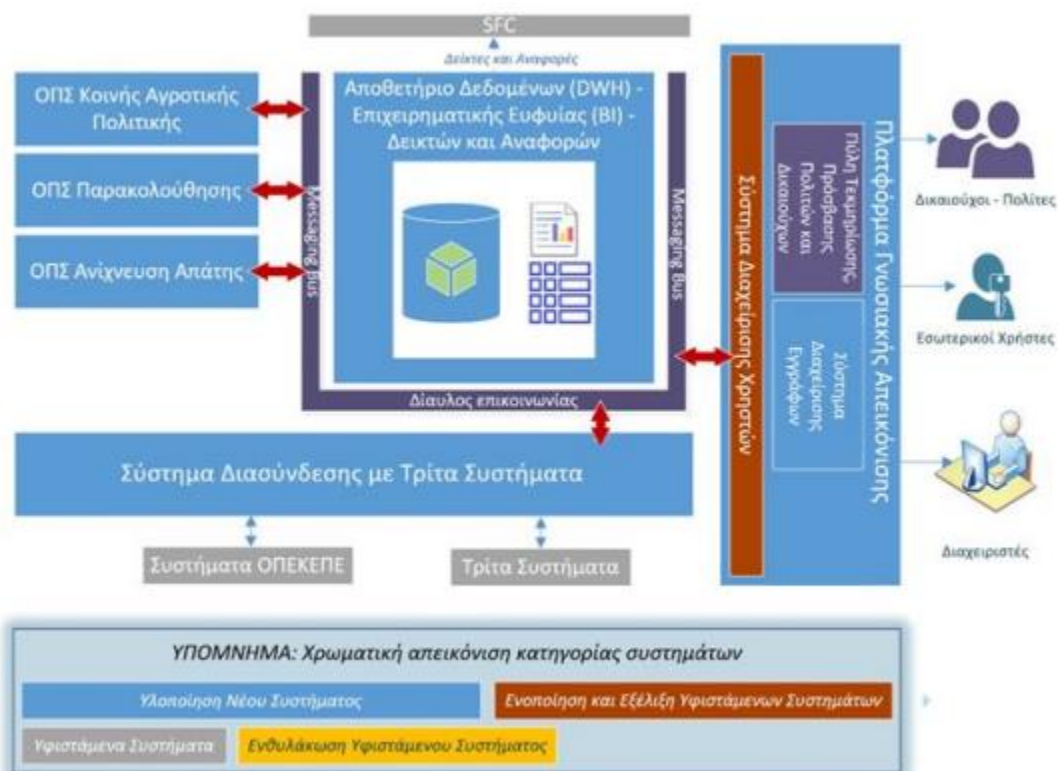 SFC
Δείκτες και Αναφορές
ΟΠΣ Κοινής Αγροτικής
Πολιτικής
ΟΠΣ Παρακολούθησης
ΟΠΣ Ανίχνευση Απάτης
Messaging Bus
Αποθετήριο Δεδομένων (DWH) -
Επιχειρηματικής Ευφυίας (BI) -
Δεικτών και Αναφορών
Messaging Bus
Δίαυλος επικοινωνίας
Σύστημα Διαχείρισης Χρηστών
Πύλη Τεκμηρίωσης,
Πρόσβασης
Πολιτών και
Δικαιούχων
Σύστημα
Διαχείρισης
Εγγράφων
Πλατφόρμα Γνωσιακής Απεικόνισης
Δικαιούχοι - Πολίτες
Εσωτερικοί Χρήστες
Διαχειριστές
Σύστημα Διασύνδεσης με Τρίτα Συστήματα
Συστήματα ΟΠΕΚΕΠΕ
Τρίτα Συστήματα
ΥΠΟΜΝΗΜΑ: Χρωματική απεικόνιση κατηγορίας συστημάτων
Υλοποίηση Νέου Συστήματος
Ενοποίηση και Εξέλιξη Υφιστάμενων Συστημάτων
Υφιστάμενα Συστήματα
Ενθυλάκωση Υφιστάμενου Συστήματος